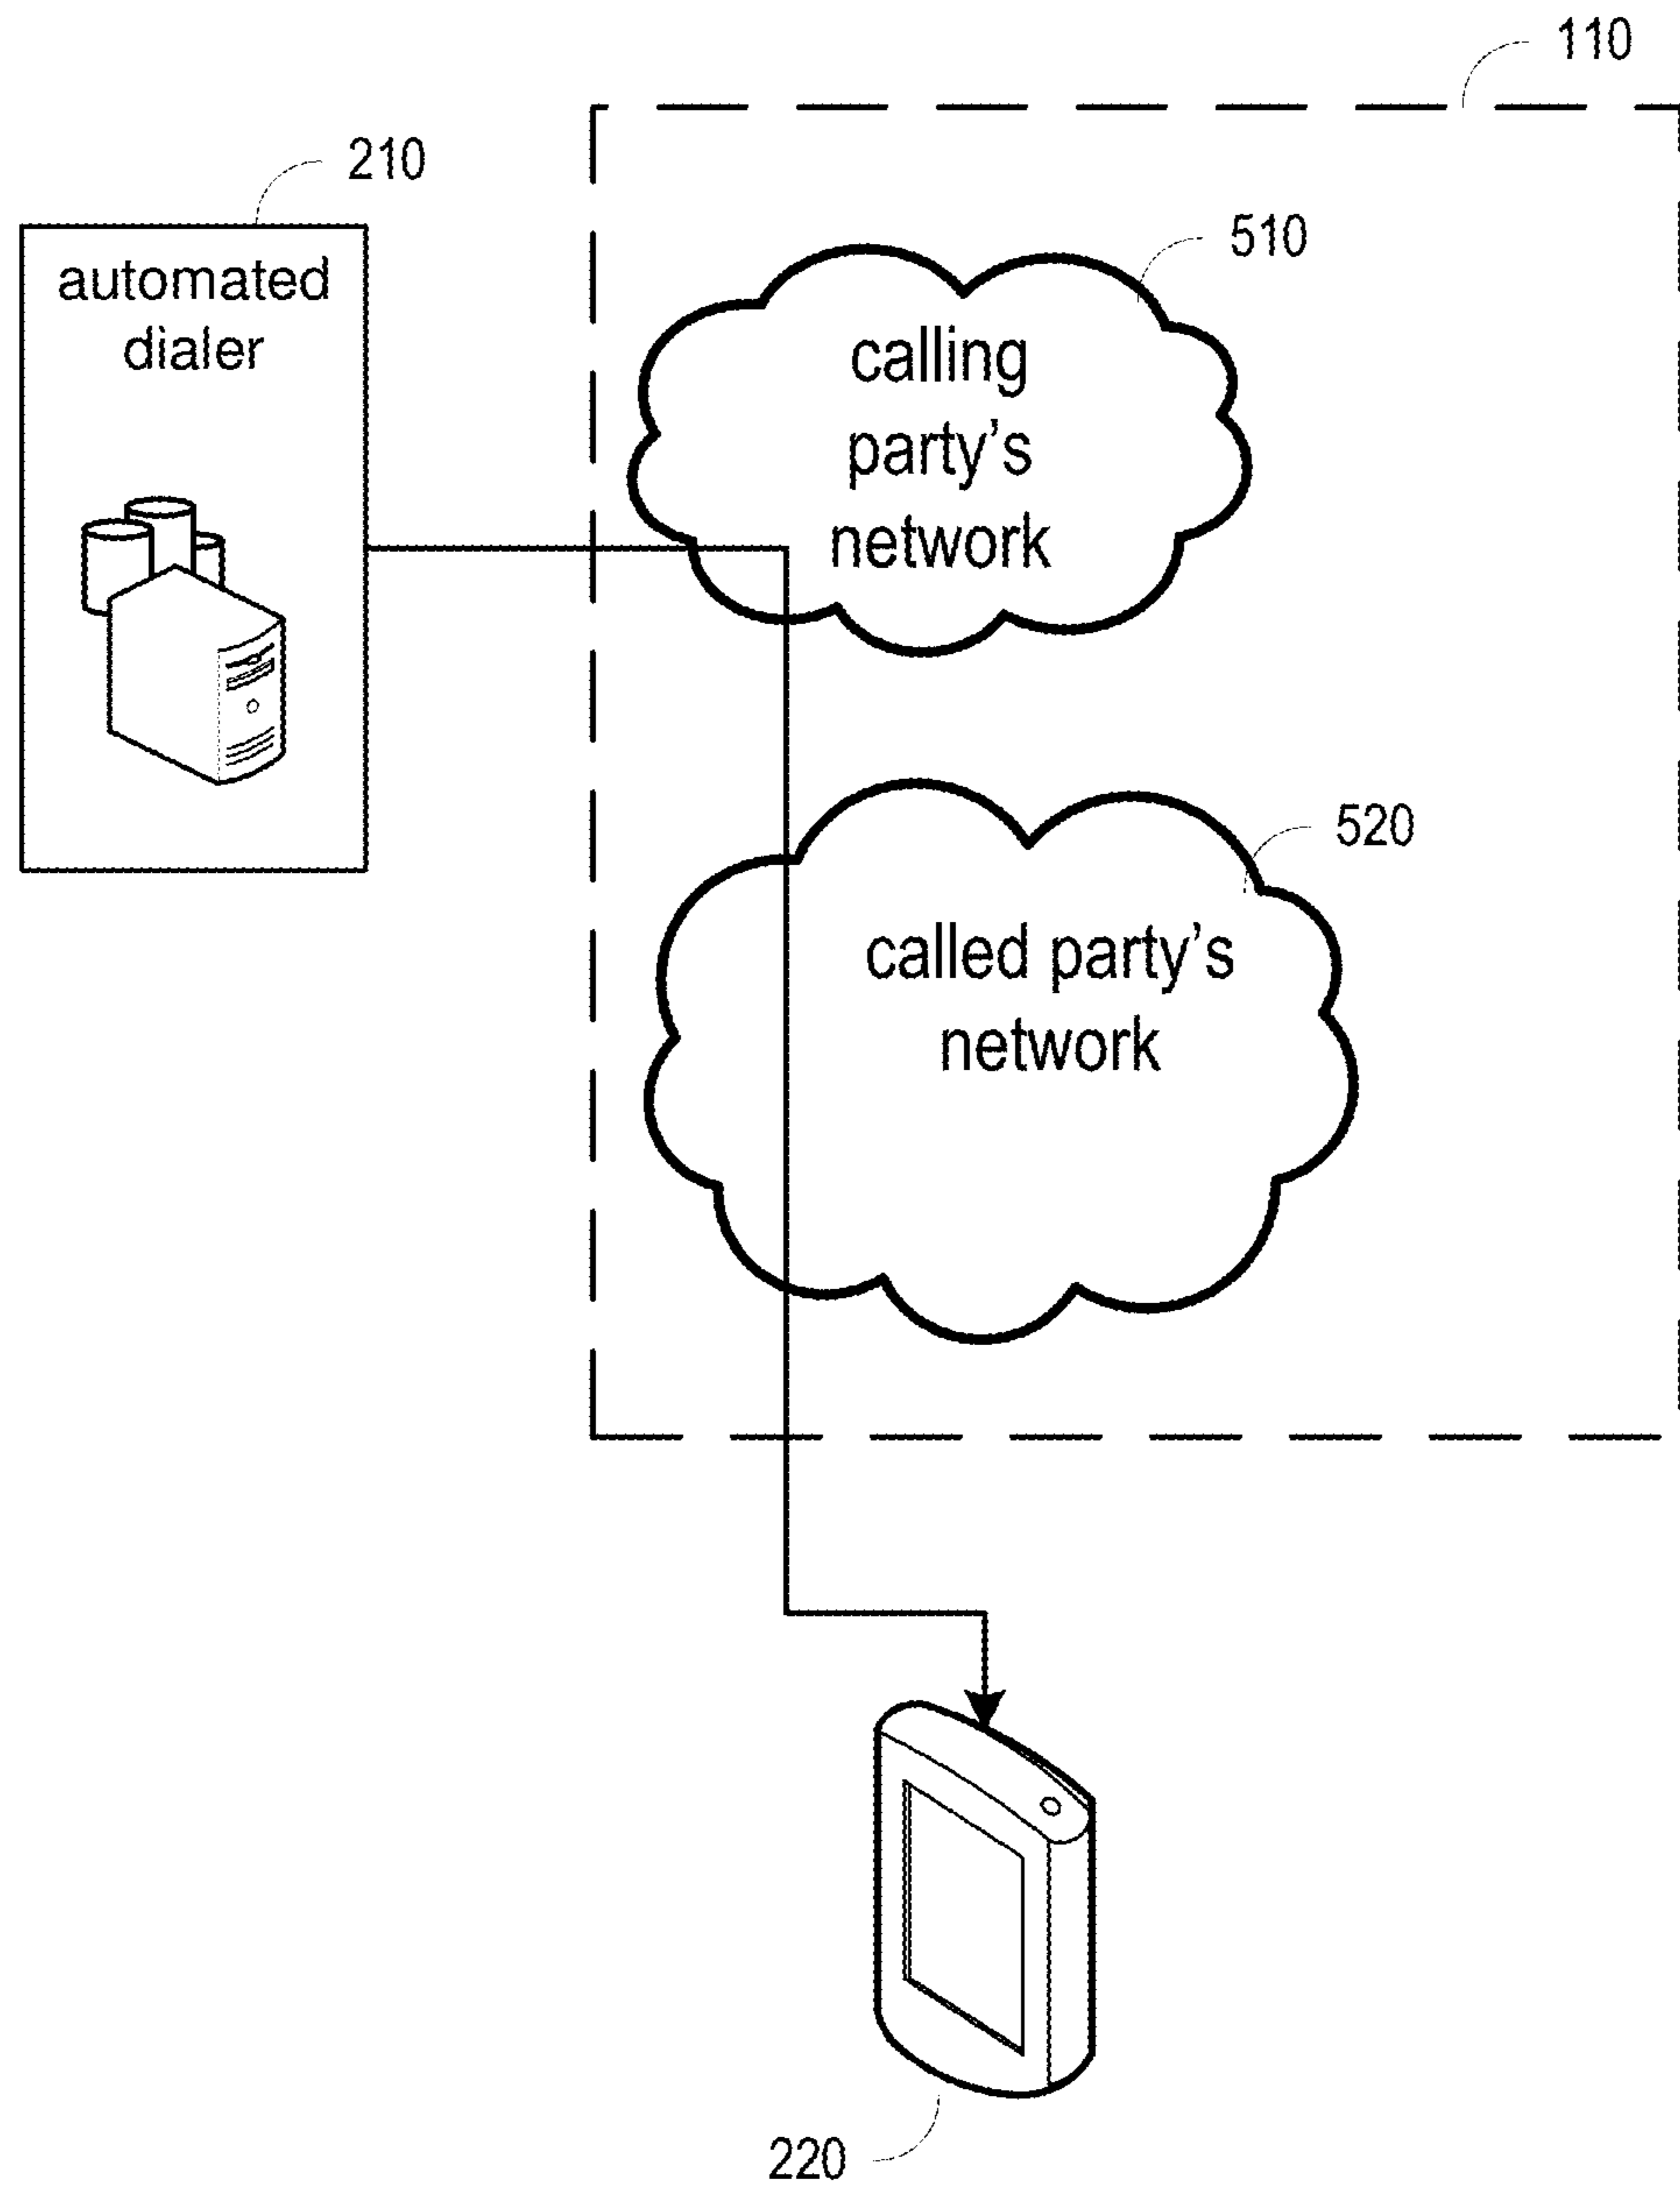 110
210
automated
dialer
510
calling
party's
network
520
called party's
network
220